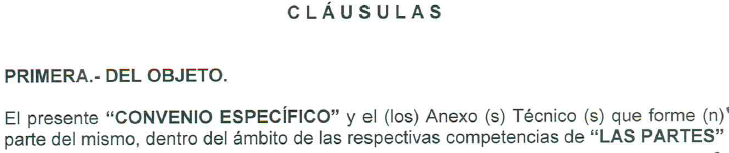 C L Á U S U L A S
PRIMERA.- DEL OBJETO.
El presente “CONVENIO ESPECÍFICO” y el (los) Anexo (s) Técnico (s) que forme (n)
parte del mismo, dentro del ámbito de las respectivas competencias de “LAS PARTES”